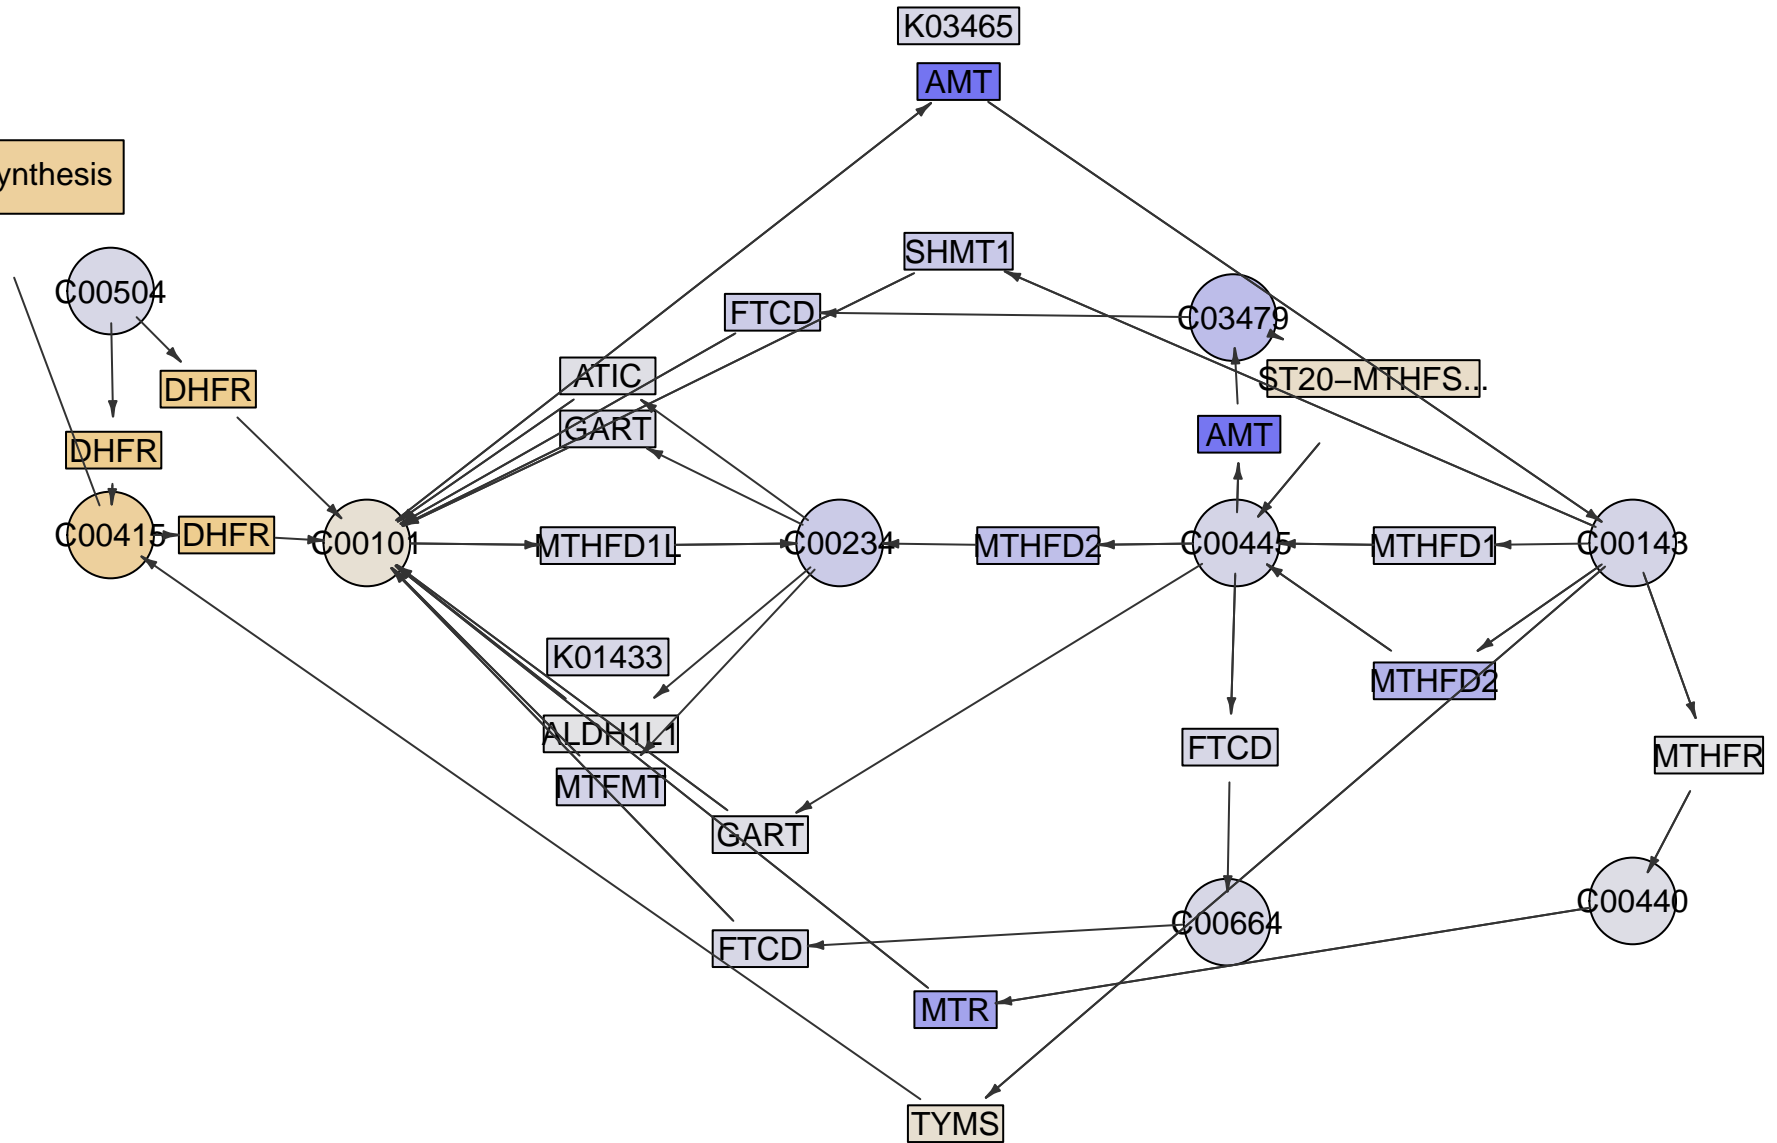 K03465
AMT
ynthesis
SHMT1
C00504
FTCD
C03479
ATIC
DHFR
ST20−MTHFS...
GART
AMT
DHFR
C00415
DHFR
C00101
MTHFD1L
C00234
MTHFD2
C00445
MTHFD1
C00143
K01433
MTHFD2
ALDH1L1
FTCD
MTHFR
MTFMT
GART
C00440
C00664
FTCD
MTR
TYMS